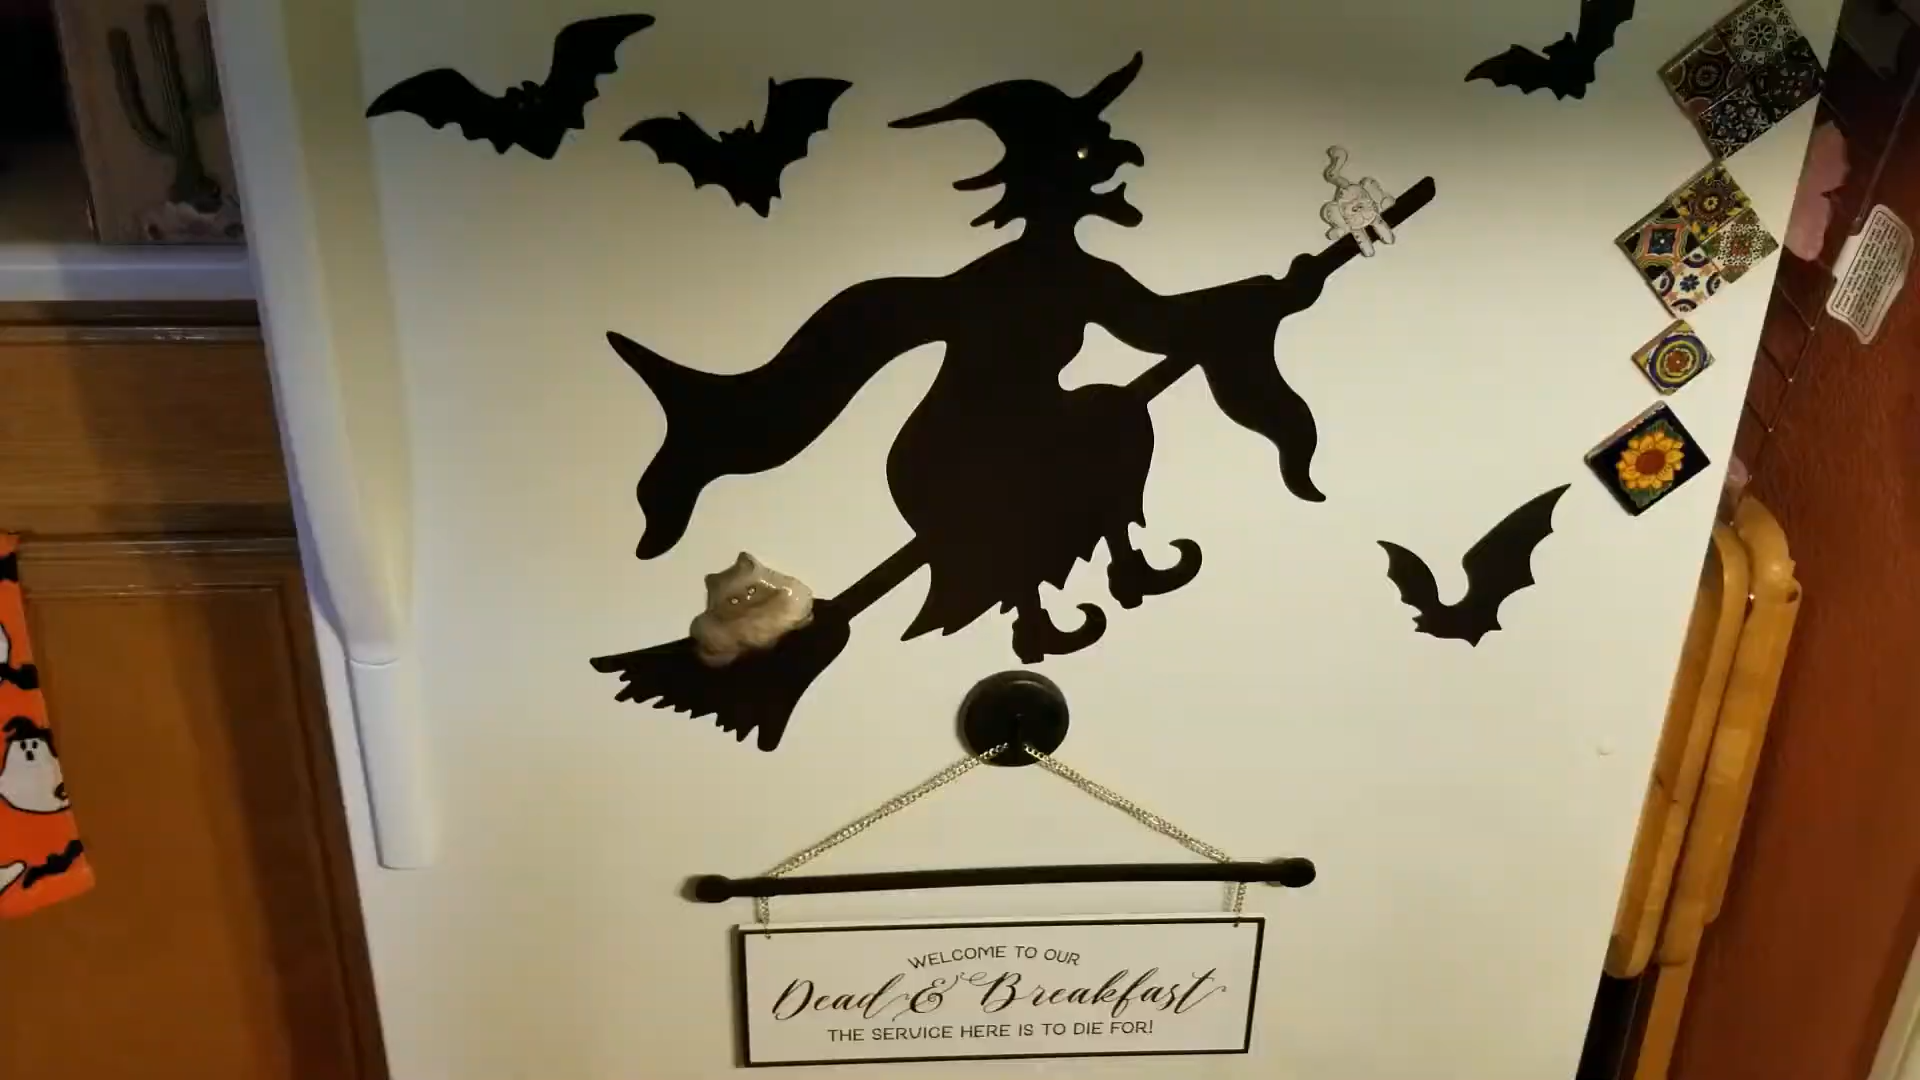 WELCOME TO OUR
Dead & Breakfast
THE SERVICE HERE IS TO DIE FOR!